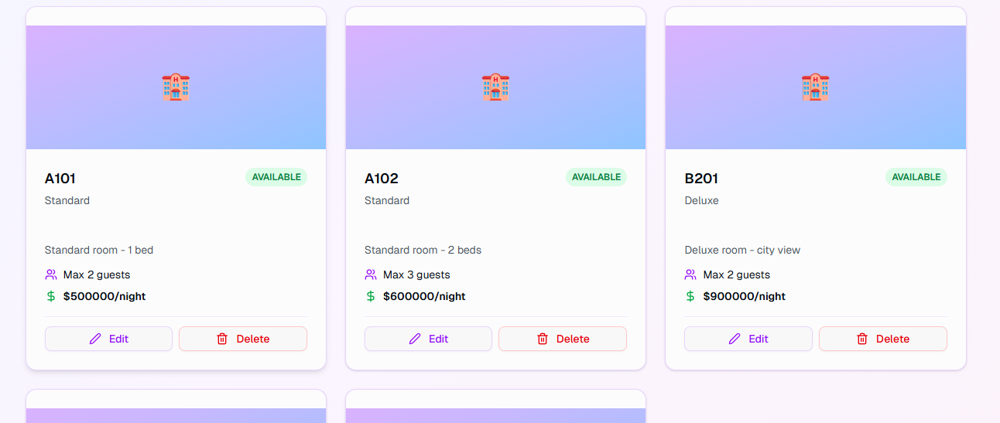 H
A101
AVAILABLE
Standard
Standard room - 1 bed
Max 2 guests
$500000/night
Edit
Delete
H
A102
AVAILABLE
Standard
Standard room - 2 beds
Max 3 guests
$600000/night
Edit
Delete
H
B201
AVAILABLE
Deluxe
Deluxe room - city view
Max 2 guests
$900000/night
Edit
Delete